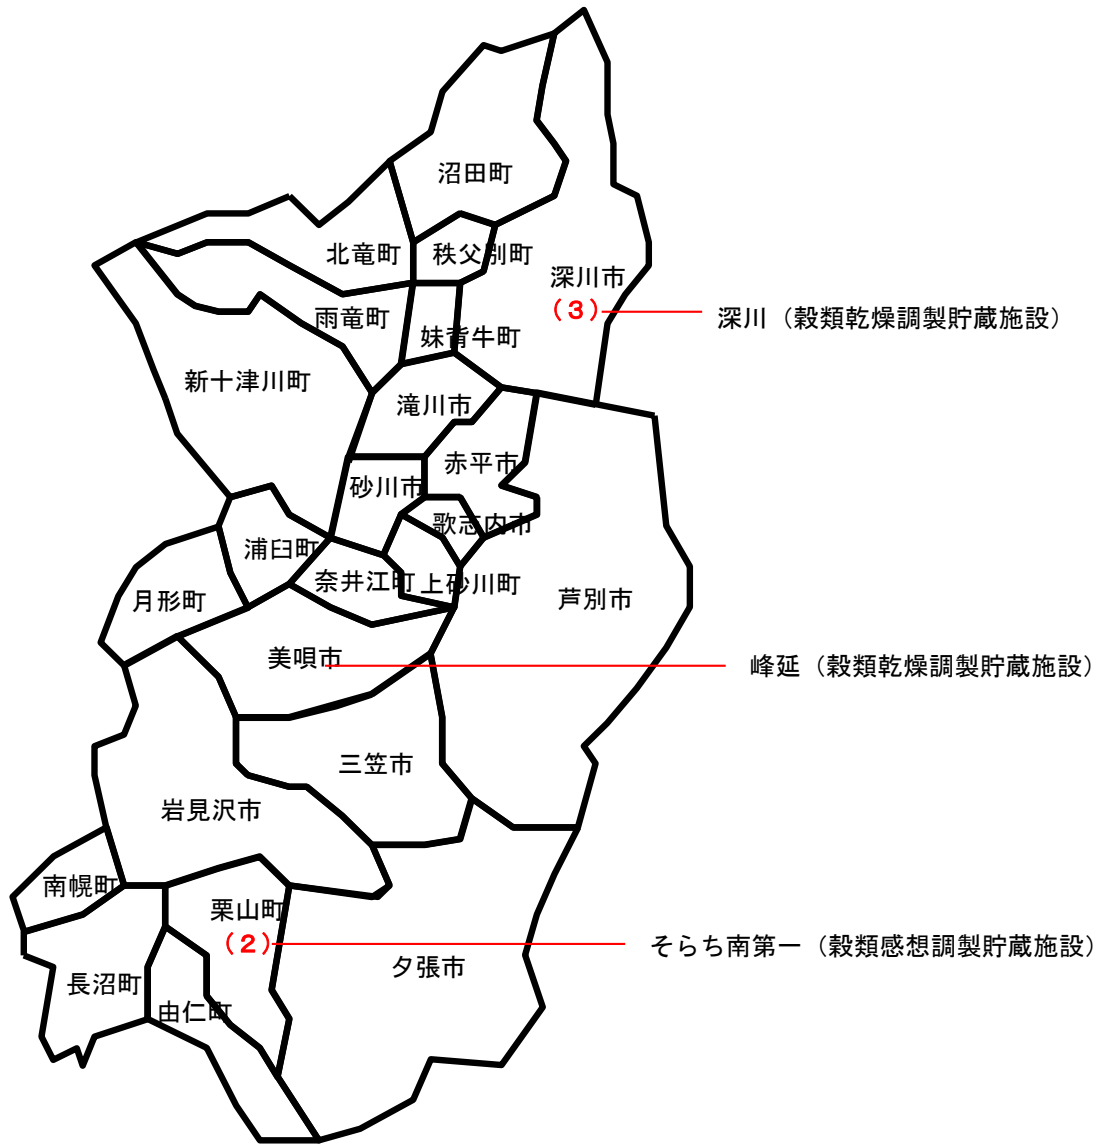 沼田町
北竜町
秩父別町
深川市
（３）
深川（穀類乾燥調製貯蔵施設）
雨竜町
妹背牛町
新十津川町
滝川市
赤平市
砂川市
歌志内市
浦臼町
奈井江町
上砂川町
月形町
芦別市
美唄市
峰延（穀類乾燥調製貯蔵施設）
三笠市
岩見沢市
南幌町
栗山町
（２）
そらち南第一（穀類感想調製貯蔵施設）
夕張市
長沼町
由仁町